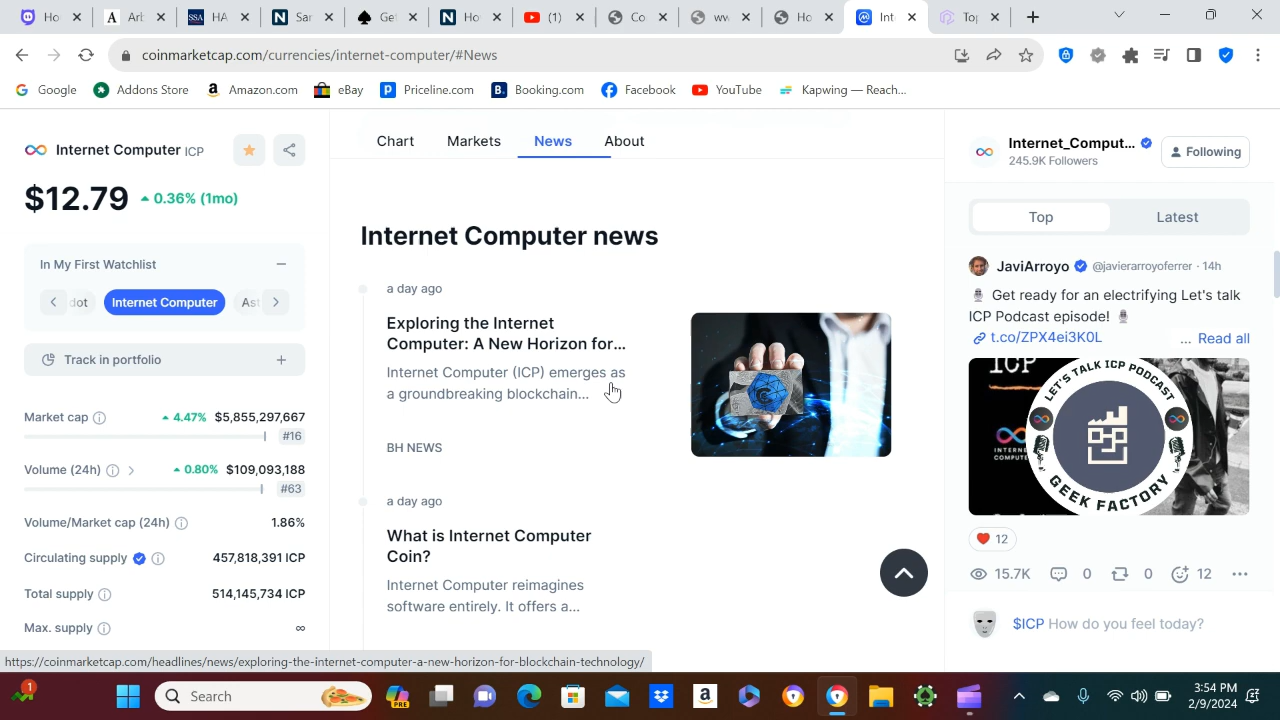 Ho
Ar
SSA HA
Sar
Get
Ho
(1)
Co
ww
Ho
Int
Top
coinmarketcap.com/currencies/internet-computer/#News
Google Addons Store Amazon.com eBay Priceline.com Booking.com Facebook YouTube Kapwing — Reach...
Internet Computer ICP
$12.79 0.36% (1mo)
In My First Watchlist
dot Internet Computer Ast
Track in portfolio
Market cap 4.47% $5,855,297,667
#16
Volume (24h) 0.80% $109,093,188
#63
Volume/Market cap (24h) 1.86%
Circulating supply 457,818,391 ICP
Total supply 514,145,734 ICP
Max. supply ∞
Chart Markets News About
Internet Computer news
a day ago
Exploring the Internet
Computer: A New Horizon for...
Internet Computer (ICP) emerges as
a groundbreaking blockchain...
BH NEWS
a day ago
What is Internet Computer
Coin?
Internet Computer reimagines
software entirely. It offers a...
Internet_Comput...
245.9K Followers
Following
Top Latest
JaviArroyo @javierarroyoferrer · 14h
Get ready for an electrifying Let's talk
ICP Podcast episode!
t.co/ZPX4ei3K0L ... Read all
ICP
LET'S TALK ICP PODCAST
INTERN
COMPUTE
GEEK FACTORY
12
15.7K 0 0 12
$ICP How do you feel today?
https://coinmarketcap.com/headlines/news/exploring-the-internet-computer-a-new-horizon-for-blockchain-technology/
1
Search
PRE
3:54 PM
2/9/2024